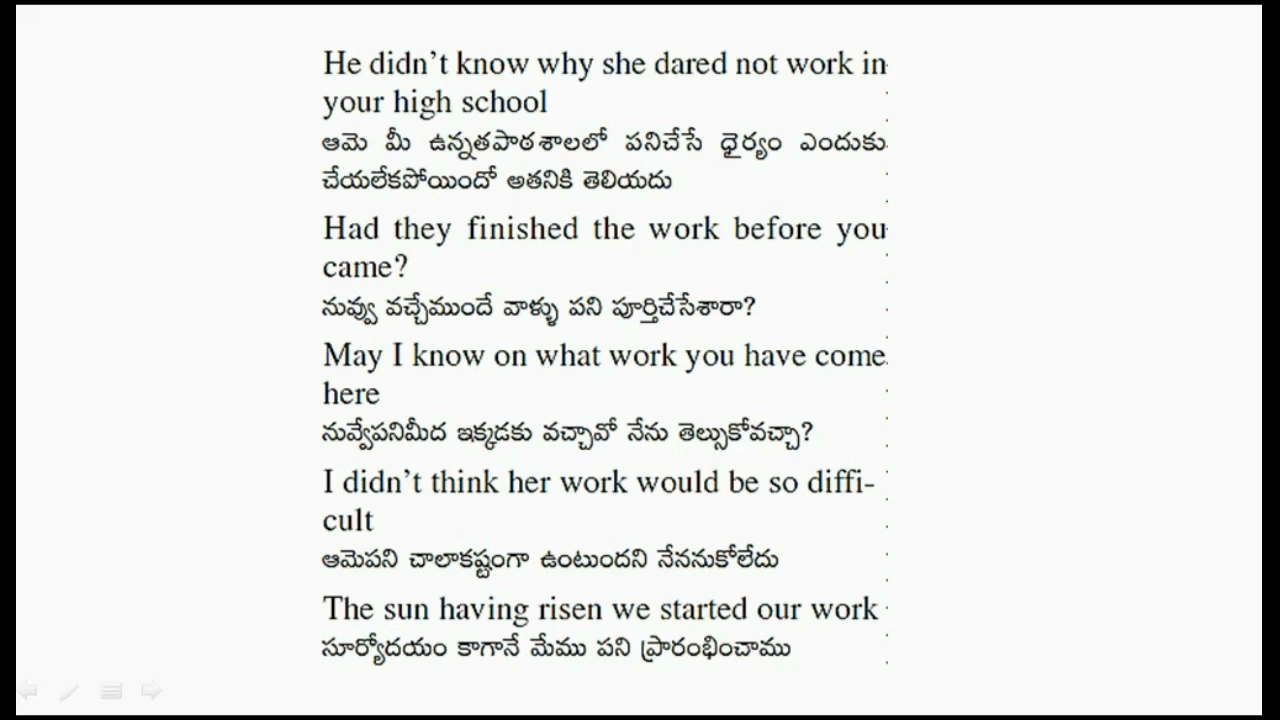 He didn't know why she dared not work in
your high school
ఆమె మీ ఉన్నతపాఠశాలలో పనిచేసే ధైర్యం ఎందుకు
చేయలేకపోయిందో అతనికి తెలియదు
Had they finished the work before you
came?
నువ్వు వచ్చేముందే వాళ్ళు పని పూర్తిచేసేశారా?
May I know on what work you have come
here
నువ్వేపనిమీద ఇక్కడకు వచ్చావో నేను తెల్సుకోవచ్చా?
I didn't think her work would be so diffi-
cult
ఆమెపని చాలాకష్టంగా ఉంటుందని నేననుకోలేదు
The sun having risen we started our work
సూర్యోదయం కాగానే మేము పని ప్రారంభించాము